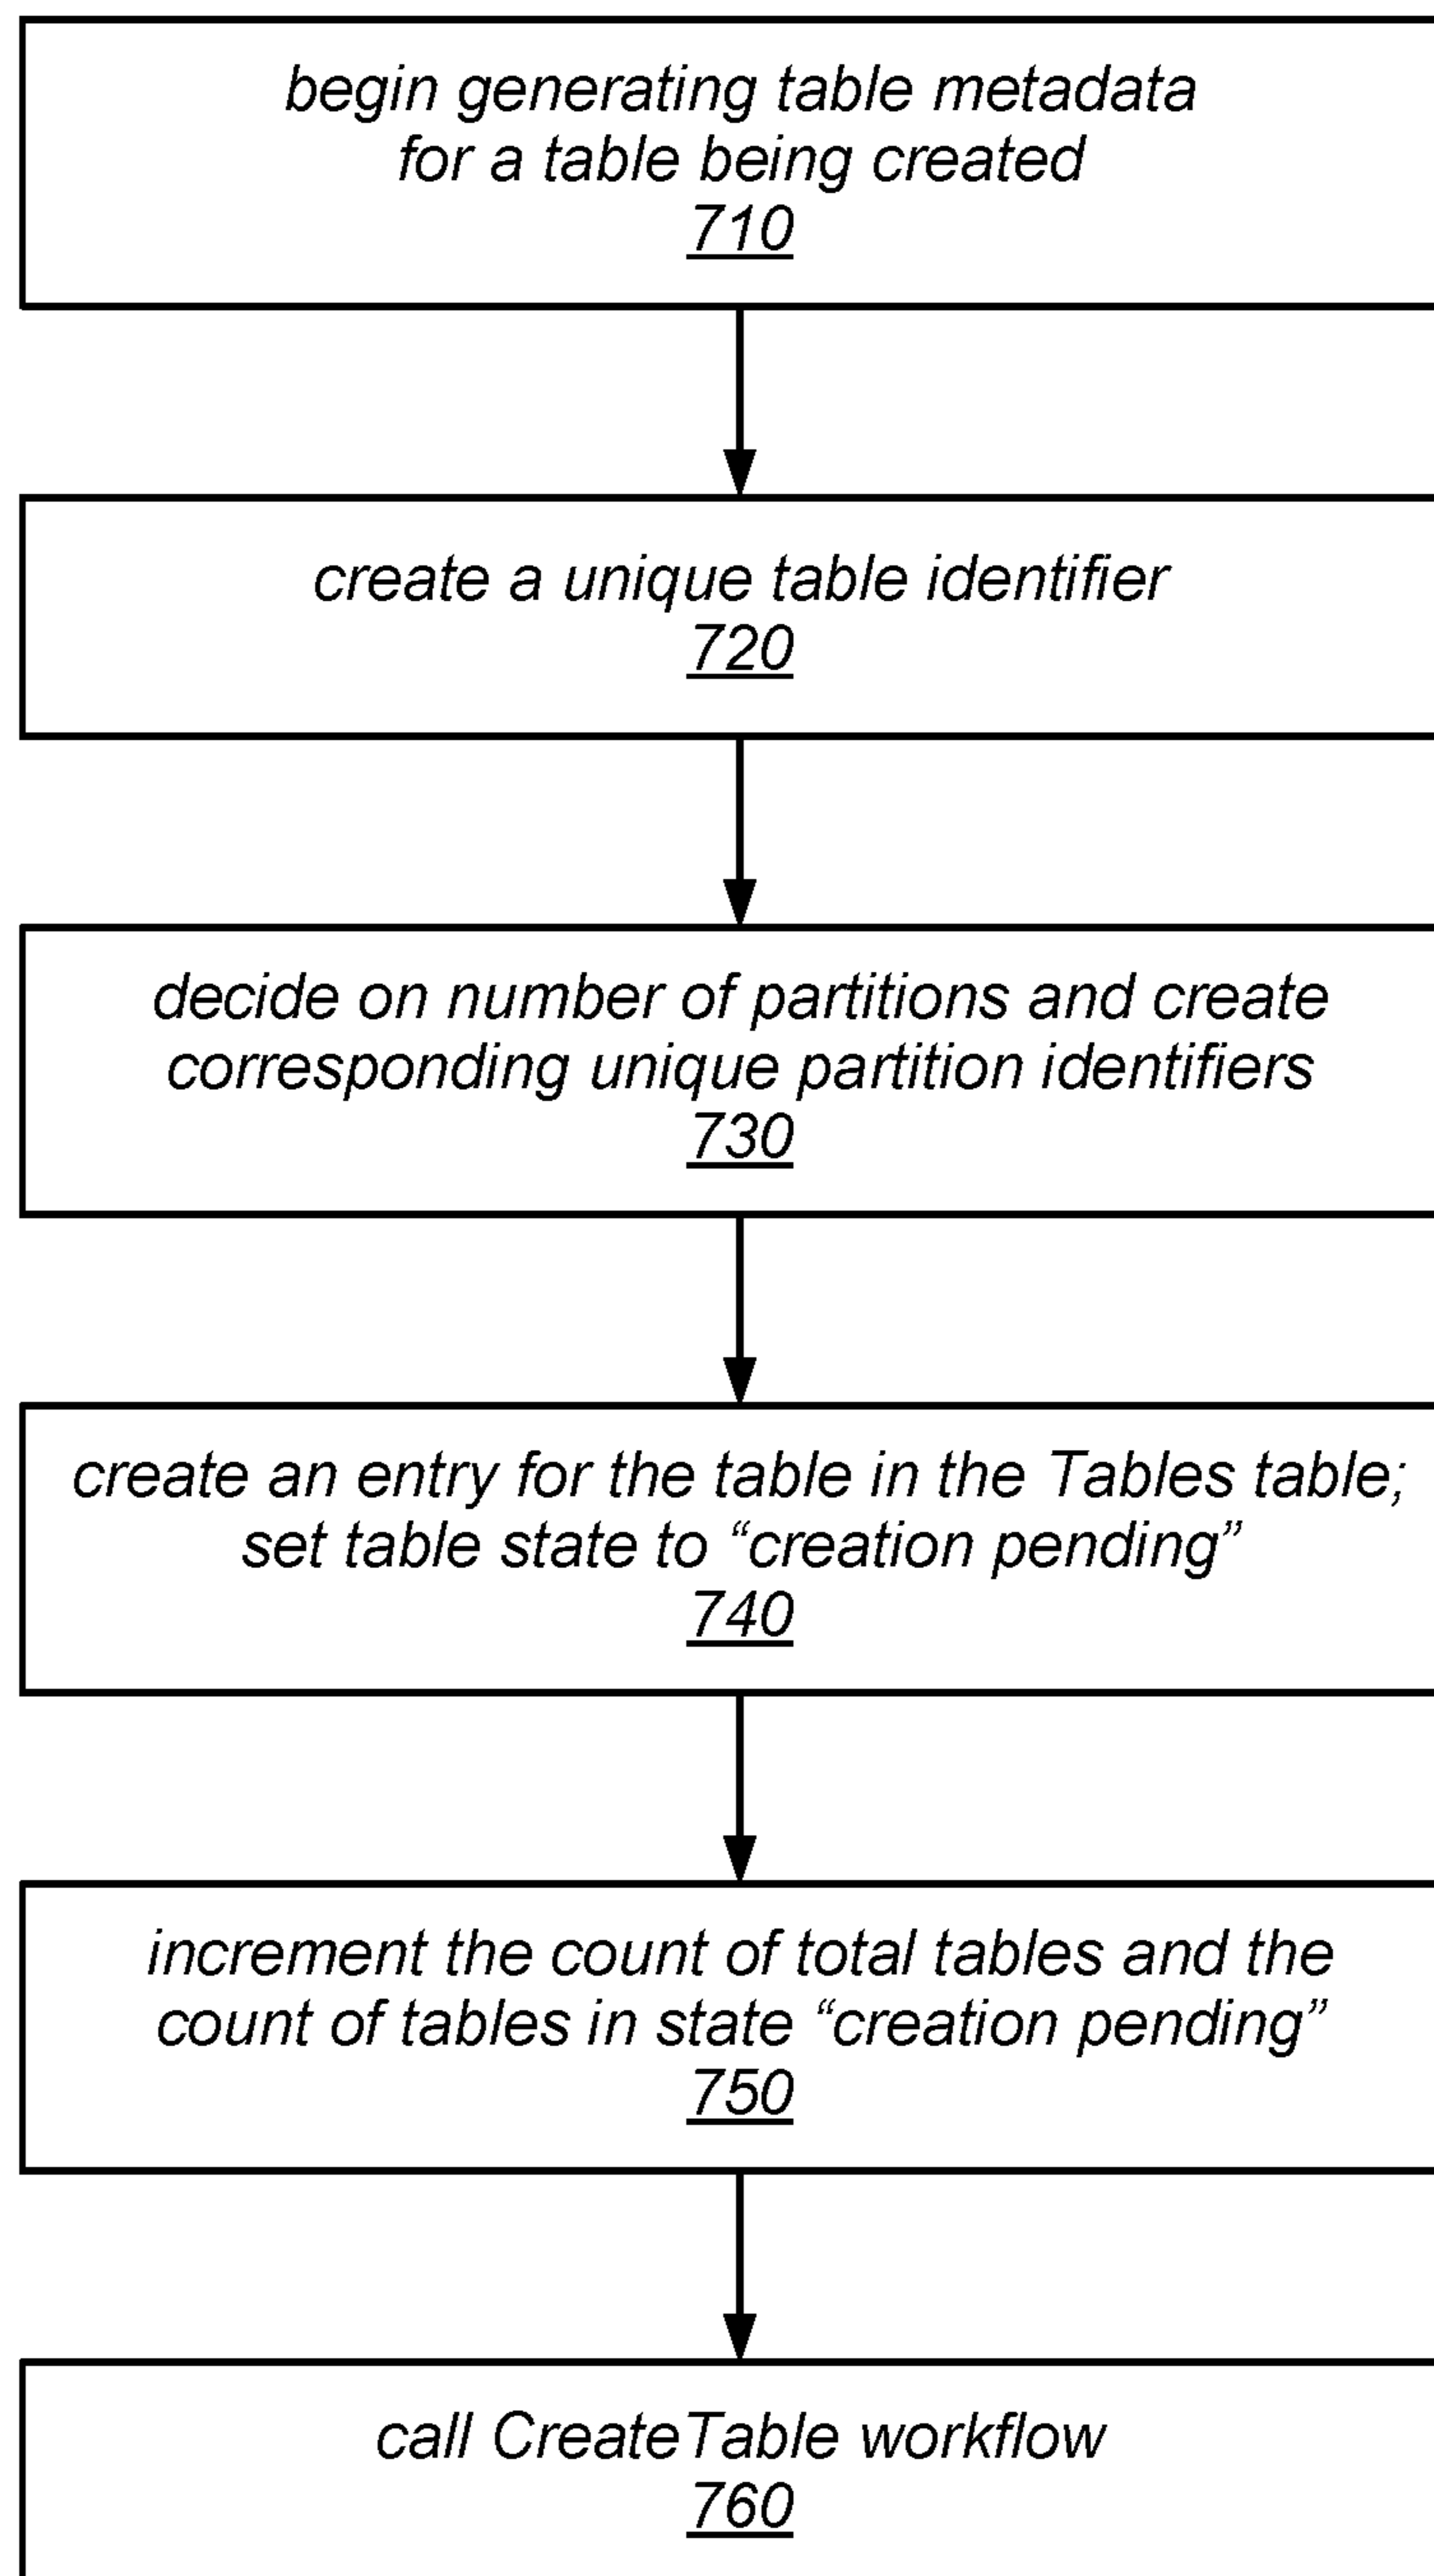 begin generating table metadata
for a table being created
710
create a unique table identifier
720
decide on number of partitions and create
corresponding unique partition identifiers
730
create an entry for the table in the Tables table;
set table state to “creation pending”
740
increment the count of total tables and the
count of tables in state “creation pending”
750
call CreateTable workflow
760